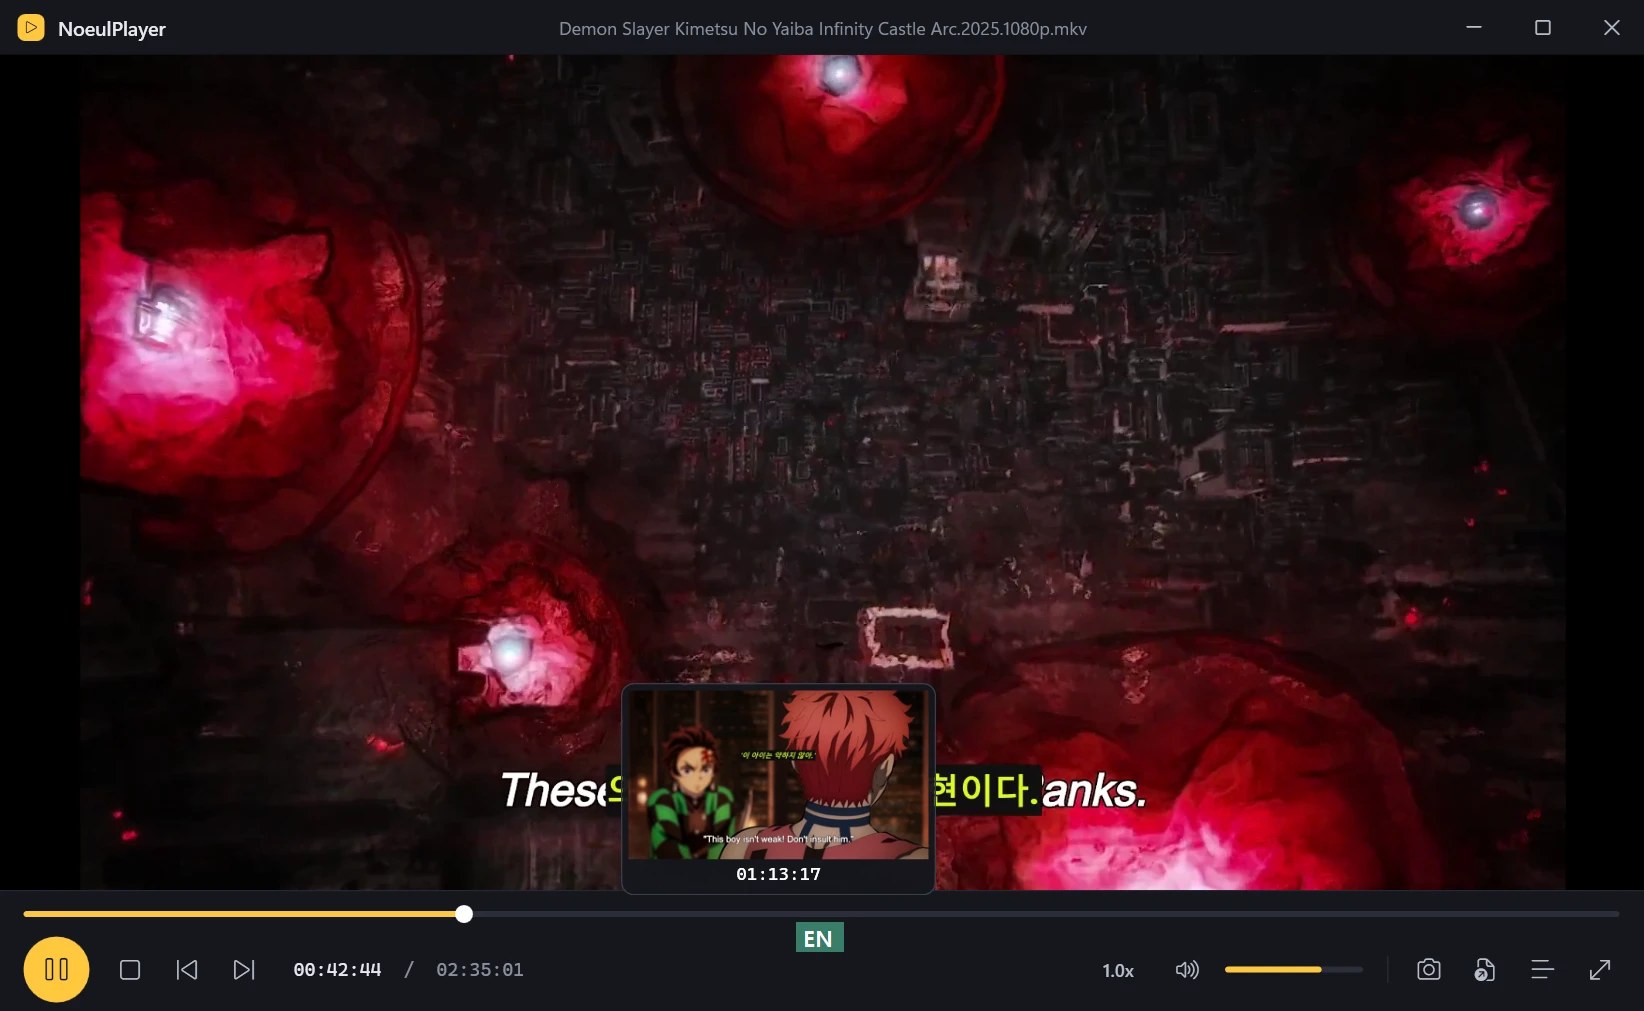 NoeulPlayer
Demon Slayer Kimetsu No Yaiba Infinity Castle Arc.2025.1080p.mkv
'이 아이는 약하지 않아.'
These
현이다.
anks.
"This boy isn't weak! Don't insult him."
01:13:17
EN
00:42:44 / 02:35:01
1.0x